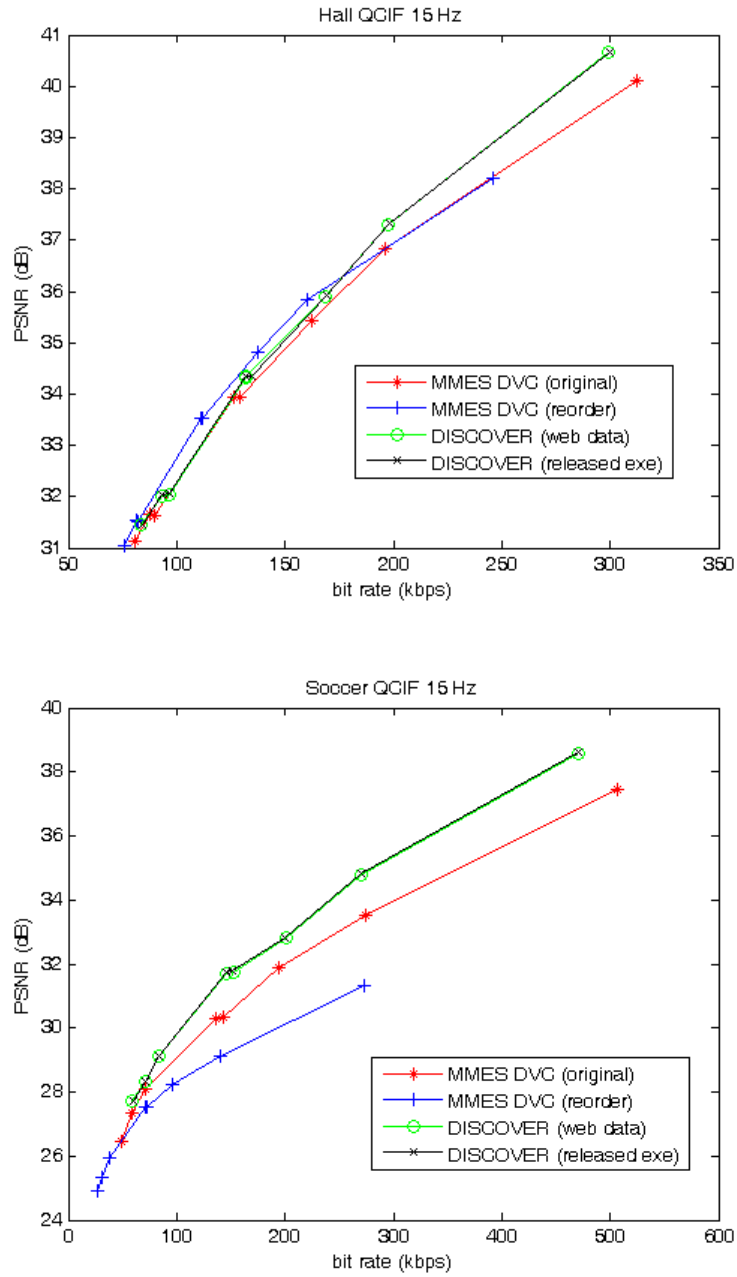 Hall QCIF 15 Hz
41
40
39
38
37
36
35
34
33
32
31
PSNR (dB)
MMES DVC (original)
MMES DVC (reorder)
DISCOVER (web data)
DISCOVER (released exe)
50 100 150 200 250 300 350
bit rate (kbps)
Soccer QCIF 15 Hz
40
38
36
34
32
30
28
26
24
PSNR (dB)
MMES DVC (original)
MMES DVC (reorder)
DISCOVER (web data)
DISCOVER (released exe)
0 100 200 300 400 500 600
bit rate (kbps)